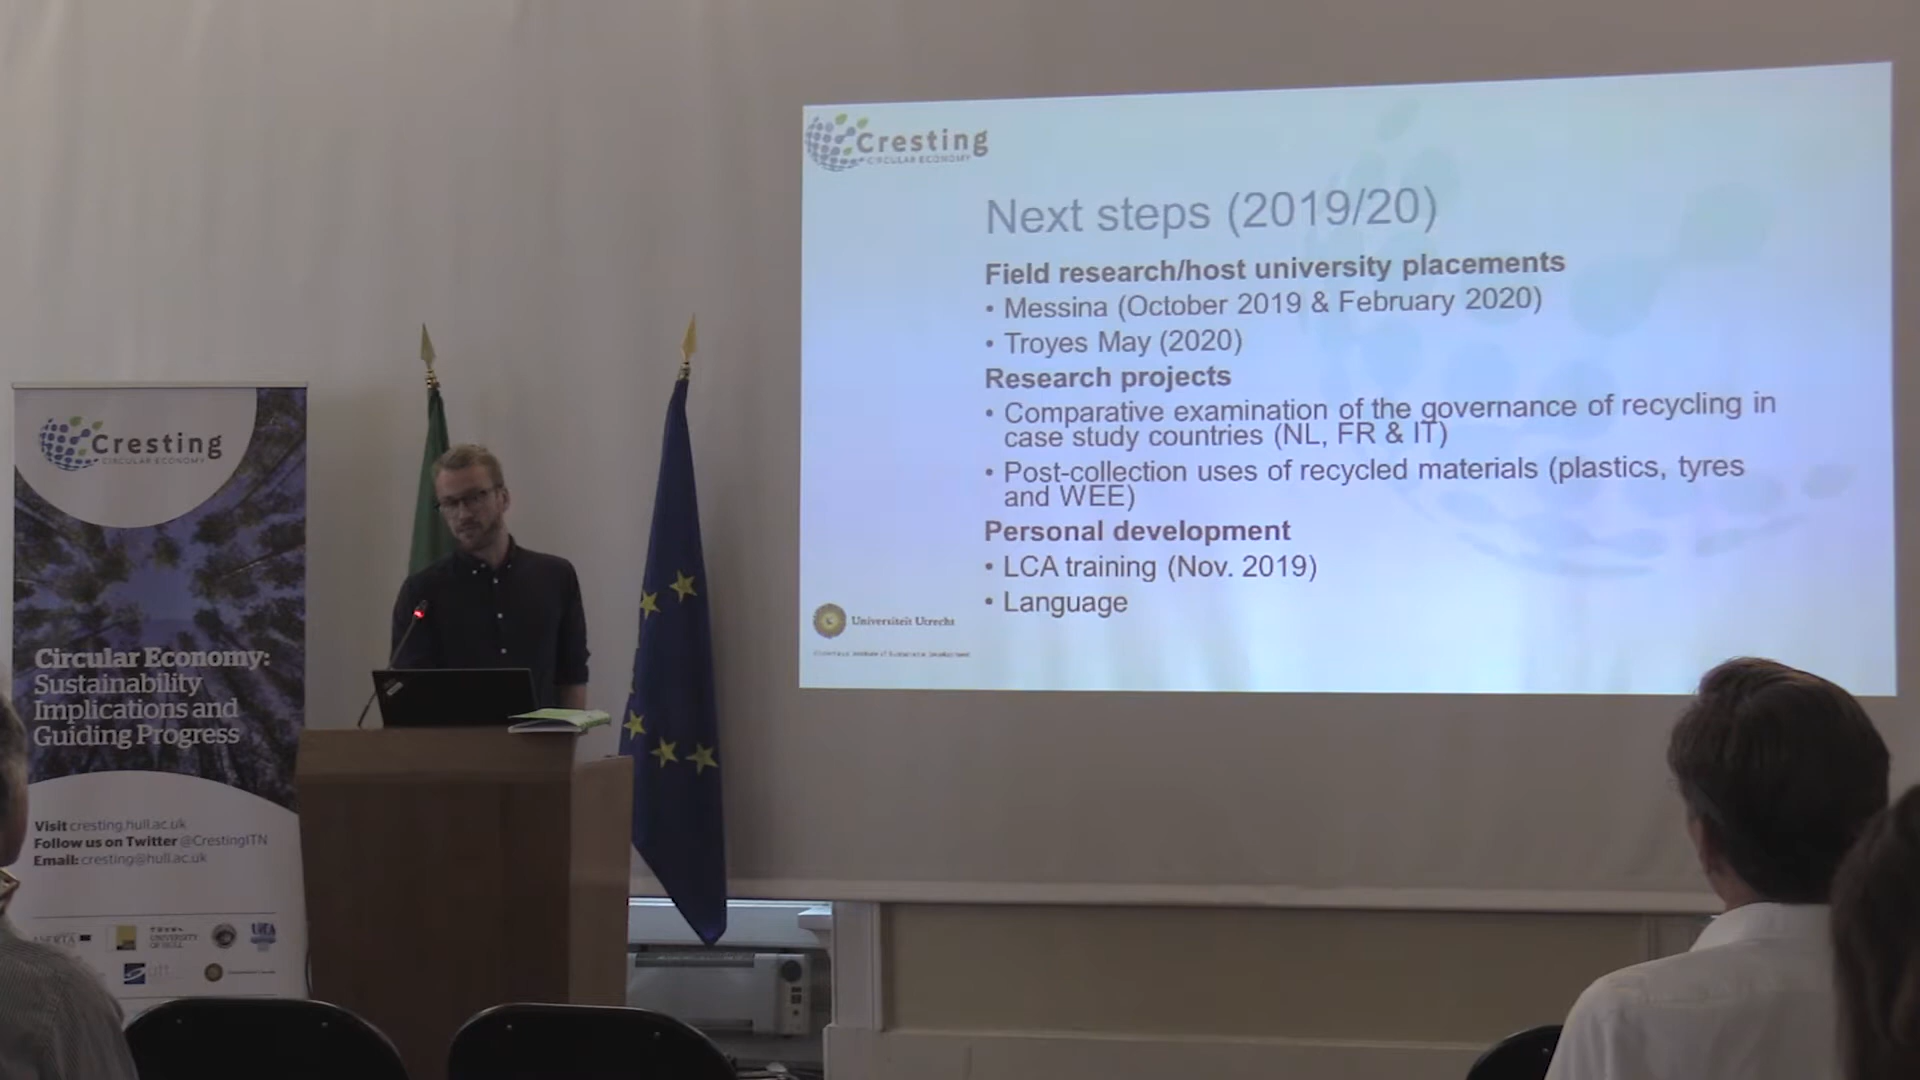 Cresting
CIRCULAR ECONOMY
Next steps (2019/20)
Field research/host university placements
• Messina (October 2019 & February 2020)
• Troyes May (2020)
Research projects
• Comparative examination of the governance of recycling in
case study countries (NL, FR & IT)
• Post-collection uses of recycled materials (plastics, tyres
and WEE)
Personal development
• LCA training (Nov. 2019)
• Language
Universiteit Utrecht
Cresting
CIRCULAR ECONOMY
Circular Economy:
Sustainability
Implications and
Guiding Progress
Visit cresting.hull.ac.uk
Follow us on Twitter @CrestingITN
Email: cresting@hull.ac.uk
UNIVERSITY
OF HULL